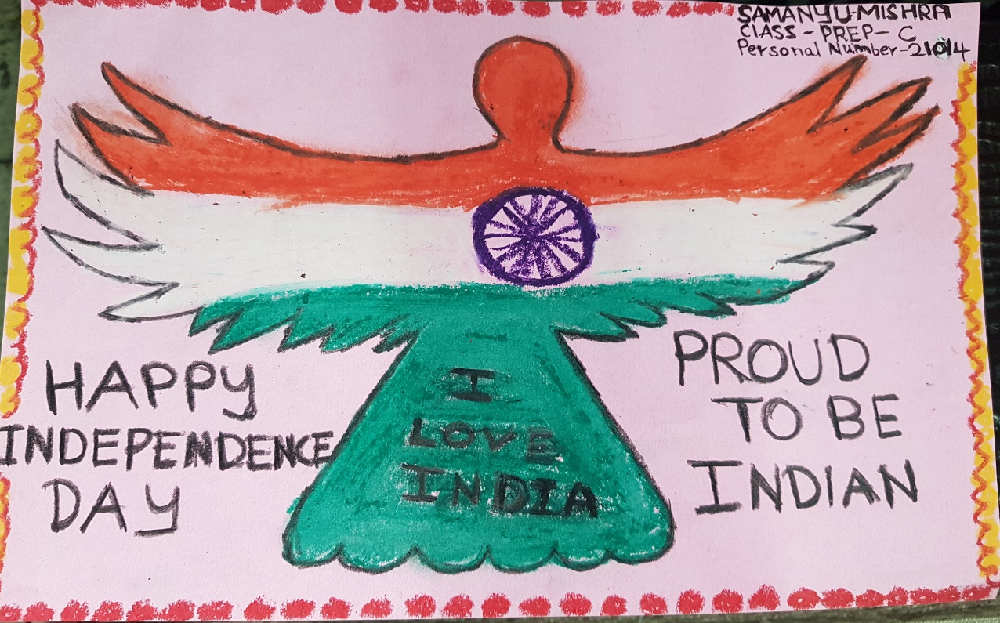 SAMANYU-MISHRA
CLASS - PREP - C
Personal Number - 21014
HAPPY
INDEPENDENCE
DAY
I
LOVE
INDIA
PROUD
TO BE
INDIAN